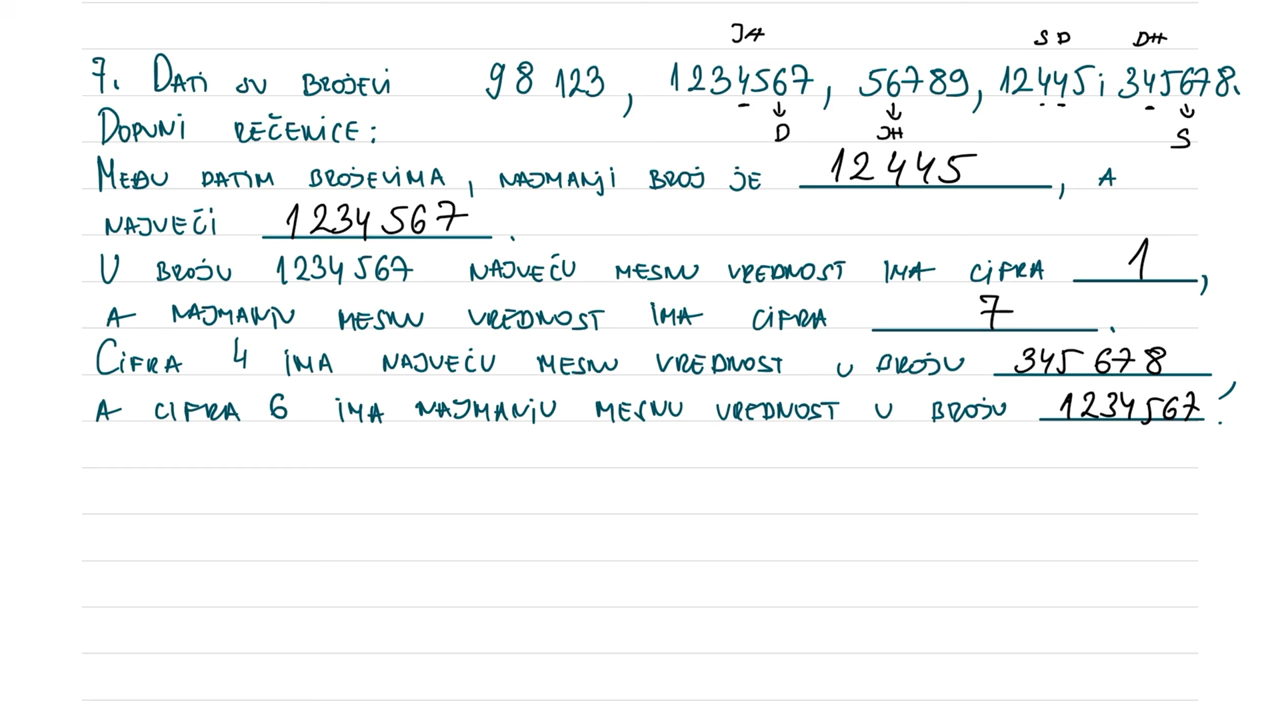 JH SD DH
7. DATI SU BROJEVI 98 123, 1234567, 56789, 12445 i 345678.
D JH S
DOPUNI REČENICE:
MEĐU DATIM BROJEVIMA, NAJMANJI BROJ JE 12445, A
NAJVEĆI 1234567.
U BROJU 1234567 NAJVEĆU MESNU VREDNOST IMA CIFRA 1,
A NAJMANJU MESNU VREDNOST IMA CIFRA 7.
CIFRA 4 IMA NAJVEĆU MESNU VREDNOST U BROJU 345 678,
A CIFRA 6 IMA NAJMANJU MESNU VREDNOST U BROJU 1234567.